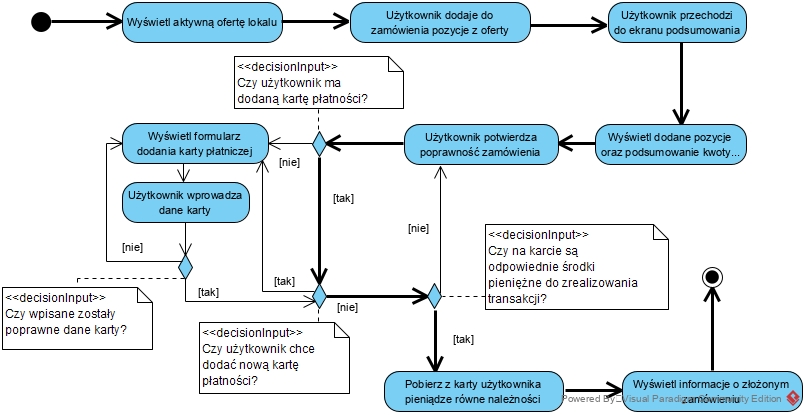 Wyświetl aktywną ofertę lokalu
Użytkownik dodaje do
zamówienia pozycje z oferty
Użytkownik przechodzi
do ekranu podsumowania
<<decisionInput>>
Czy użytkownik ma
dodaną kartę płatności?
Wyświetl formularz
dodania karty płatniczej
[nie]
Użytkownik potwierdza
poprawność zamówienia
Wyświetl dodane pozycje
oraz podsumowanie kwoty...
Użytkownik wprowadza
dane karty
[tak]
[nie]
[nie]
<<decisionInput>>
Czy na karcie są
odpowiednie środki
pieniężne do zrealizowania
transakcji?
<<decisionInput>>
Czy wpisane zostały
poprawne dane karty?
[tak]
[tak]
[nie]
<<decisionInput>>
Czy użytkownik chce
dodać nową kartę
płatności?
[tak]
Pobierz z karty użytkownika
pieniądze równe należności
Wyświetl informacje o złożonym
zamówieniu
Powered By Visual Paradigm Community Edition